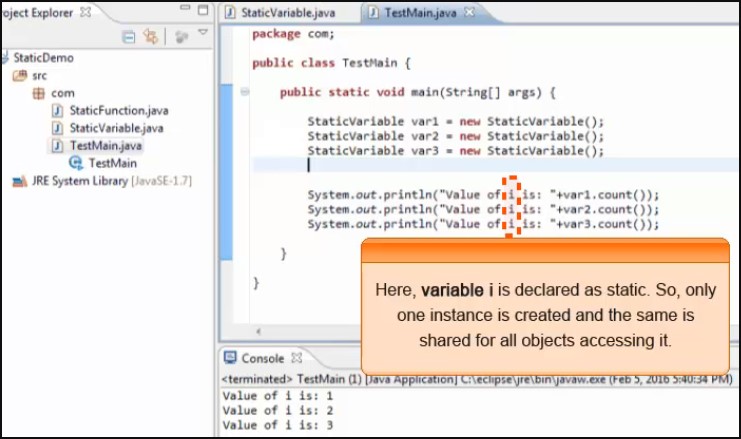 roject Explorer
StaticDemo
src
com
StaticFunction.java
StaticVariable.java
TestMain.java
TestMain
JRE System Library [JavaSE-1.7]
StaticVariable.java
TestMain.java
package com;
public class TestMain {
public static void main(String[] args) {
StaticVariable var1 = new StaticVariable();
StaticVariable var2 = new StaticVariable();
StaticVariable var3 = new StaticVariable();
System.out.println("Value of i is: "+var1.count());
System.out.println("Value of i is: "+var2.count());
System.out.println("Value of i is: "+var3.count());
}
}
Here, variable i is declared as static. So, only
one instance is created and the same is
shared for all objects accessing it.
Console
<terminated> TestMain (1) [Java Application] C:\eclipse\jre\bin\javaw.exe (Feb 5, 2016 5:40:34 PM)
Value of i is: 1
Value of i is: 2
Value of i is: 3